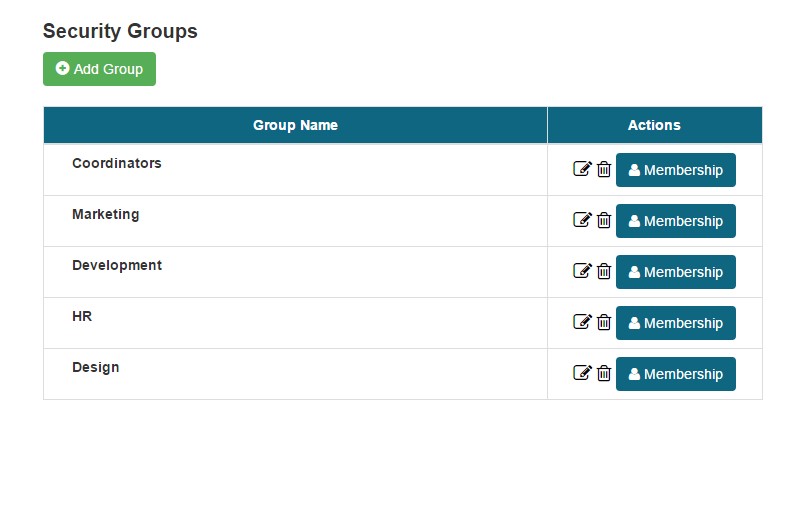 Security Groups
Add Group
Group Name Actions
Coordinators Membership
Marketing Membership
Development Membership
HR Membership
Design Membership